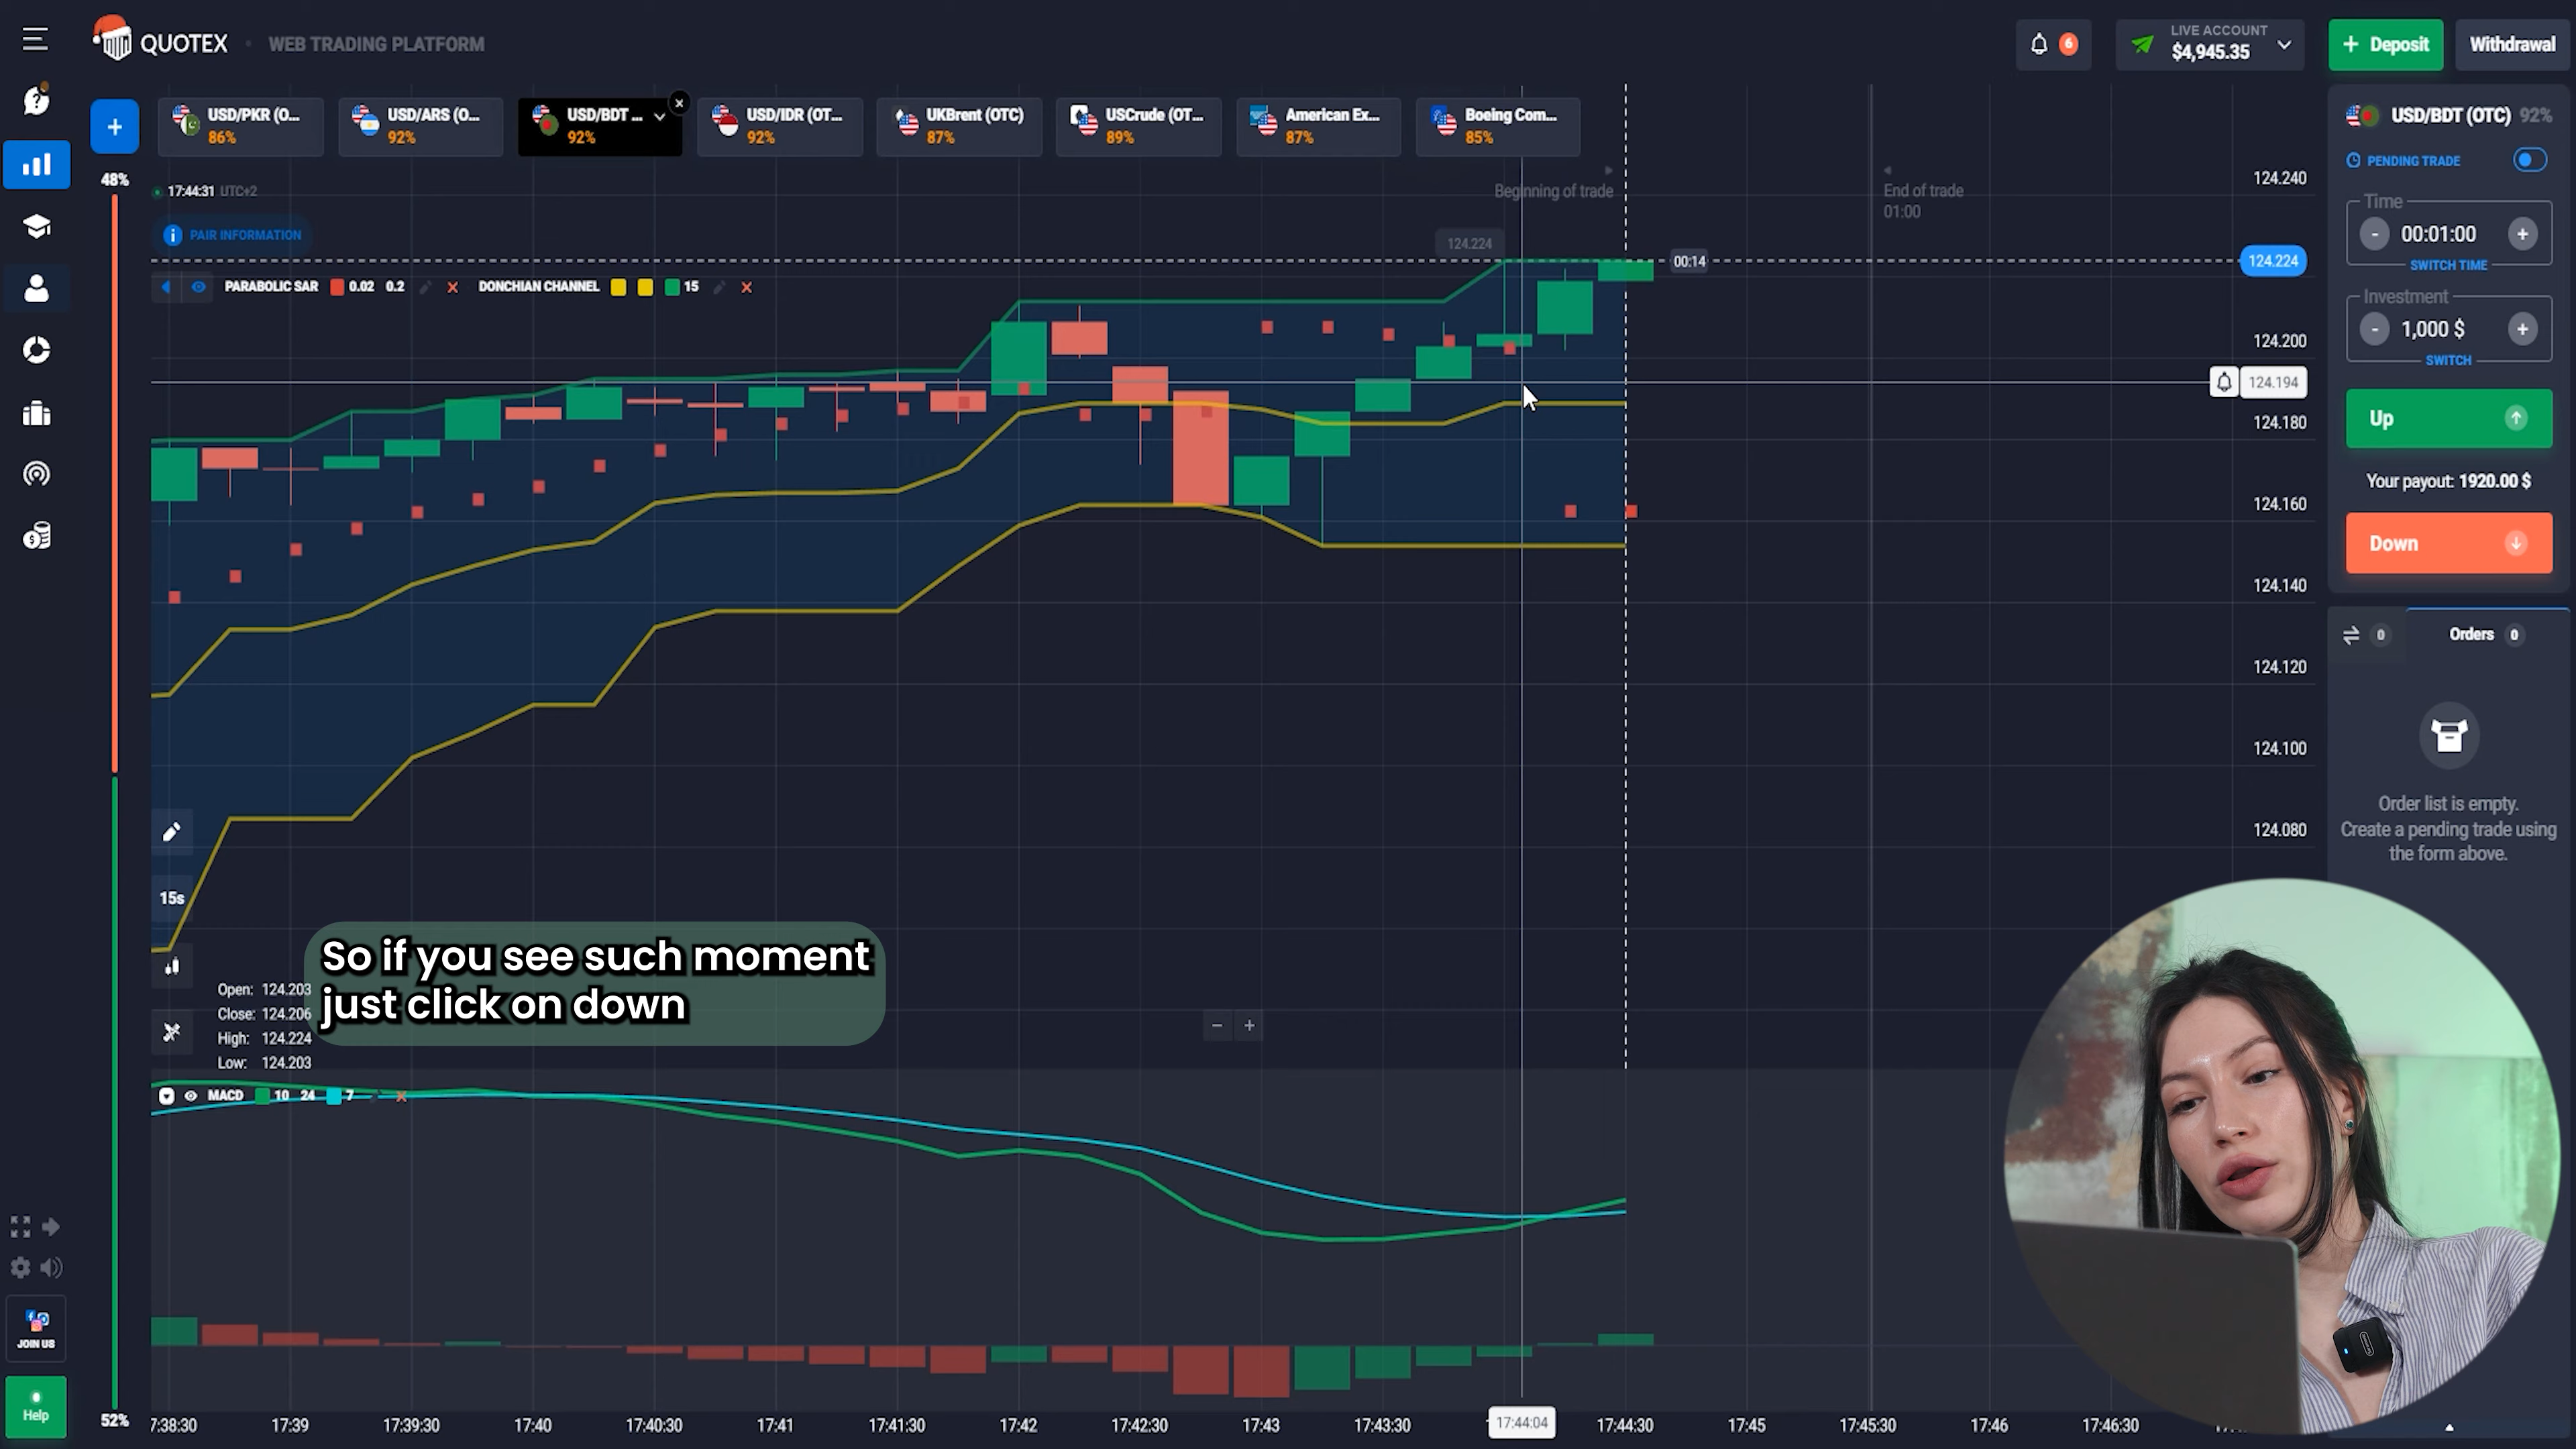 QUOTEX
WEB TRADING PLATFORM
6
LIVE ACCOUNT
$4,945.35
+ Deposit
Withdrawal
+
USD/PKR (O...
86%
USD/ARS (O...
92%
USD/BDT ...
92%
USD/IDR (OT...
92%
UKBrent (OTC)
87%
USCrude (OT...
89%
American Ex...
87%
Boeing Com...
85%
USD/BDT (OTC) 92%
PENDING TRADE
48%
17:44:31 UTC+2
Beginning of trade
End of trade
01:00
PAIR INFORMATION
PARABOLIC SAR 0.02 0.2
DONCHIAN CHANNEL 15
124.224
00:14
124.240
124.224
124.200
124.194
124.180
124.160
124.140
124.120
124.100
124.080
Time
- 00:01:00 +
SWITCH TIME
Investment
- 1,000 $ +
SWITCH
Up
Your payout: 1920.00 $
Down
0
Orders 0
Order list is empty.
Create a pending trade using
the form above.
15s
So if you see such moment
just click on down
Open: 124.203
Close: 124.206
High: 124.224
Low: 124.203
MACD 10 24 7
JOIN US
Help
52%
7:38:30
17:39
17:39:30
17:40
17:40:30
17:41
17:41:30
17:42
17:42:30
17:43
17:43:30
17:44:04
17:44:30
17:45
17:45:30
17:46
17:46:30